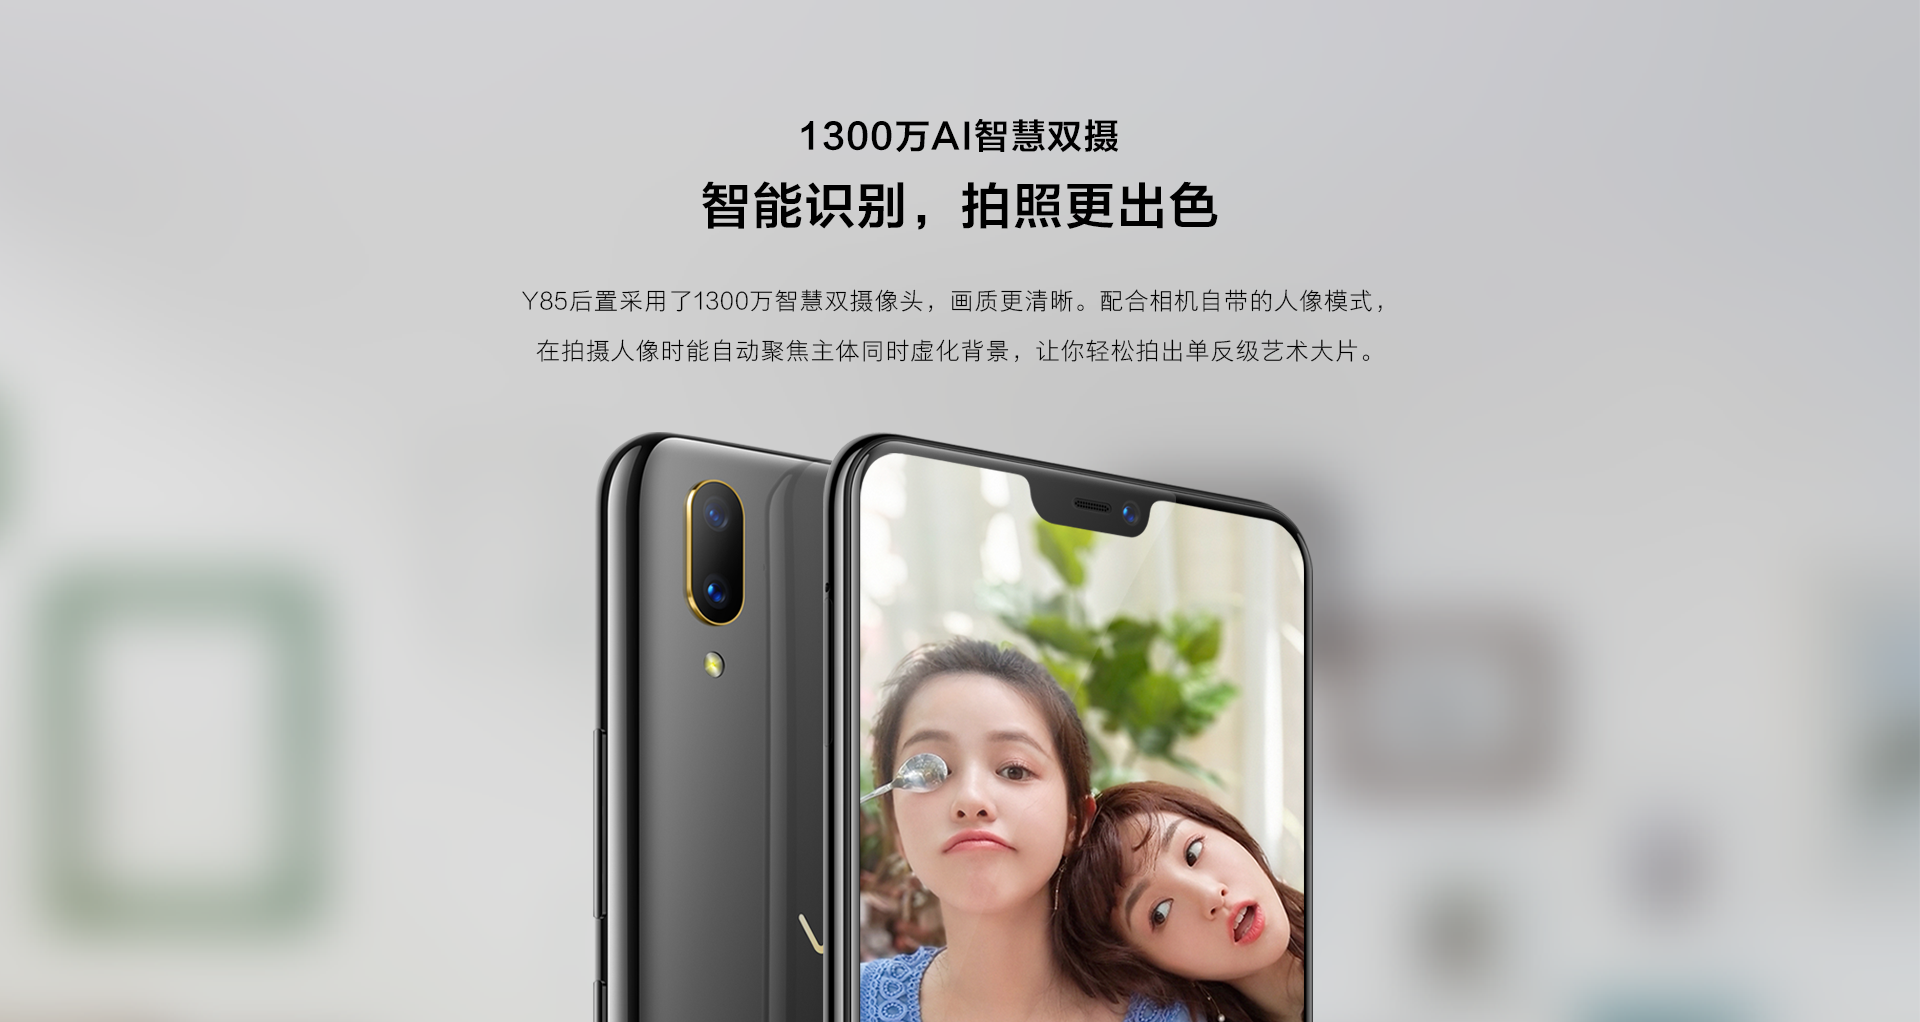 1300万AI智慧双摄
智能识别，拍照更出色
Y85后置采用了1300万智慧双摄像头，画质更清晰。配合相机自带的人像模式，
在拍摄人像时能自动聚焦主体同时虚化背景，让你轻松拍出单反级艺术大片。